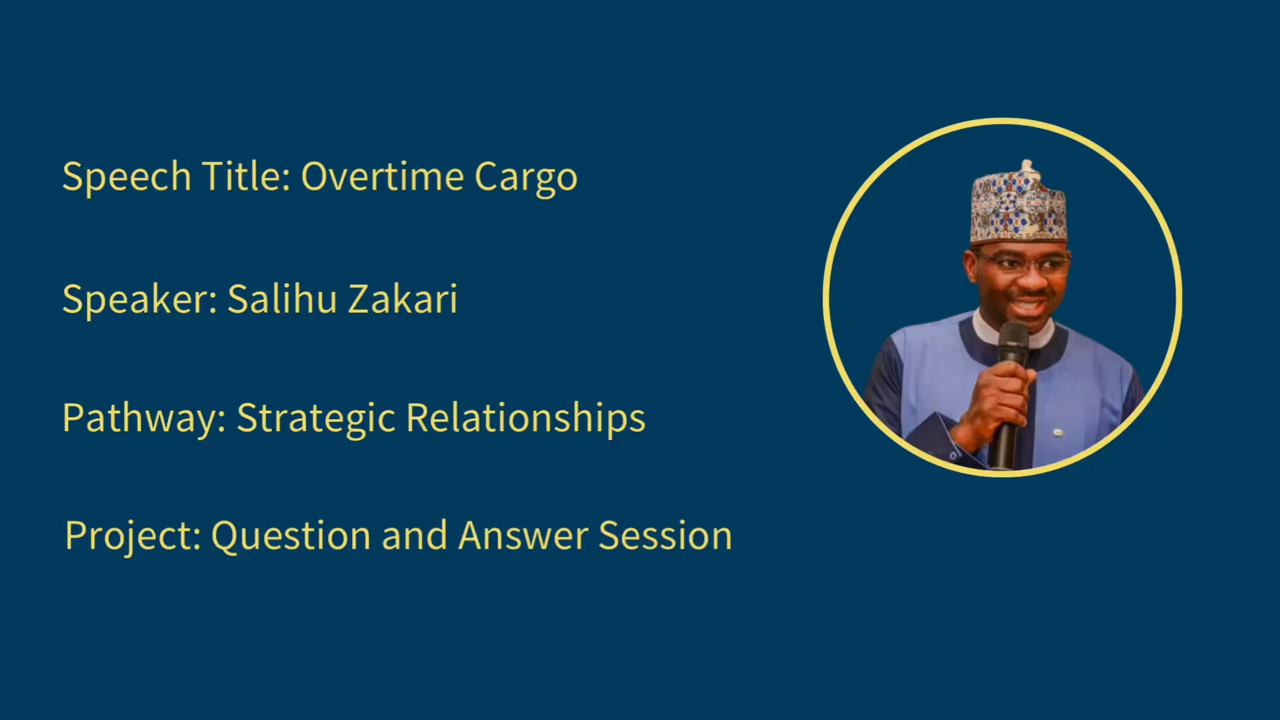 Speech Title: Overtime Cargo
Speaker: Salihu Zakari
Pathway: Strategic Relationships
Project: Question and Answer Session